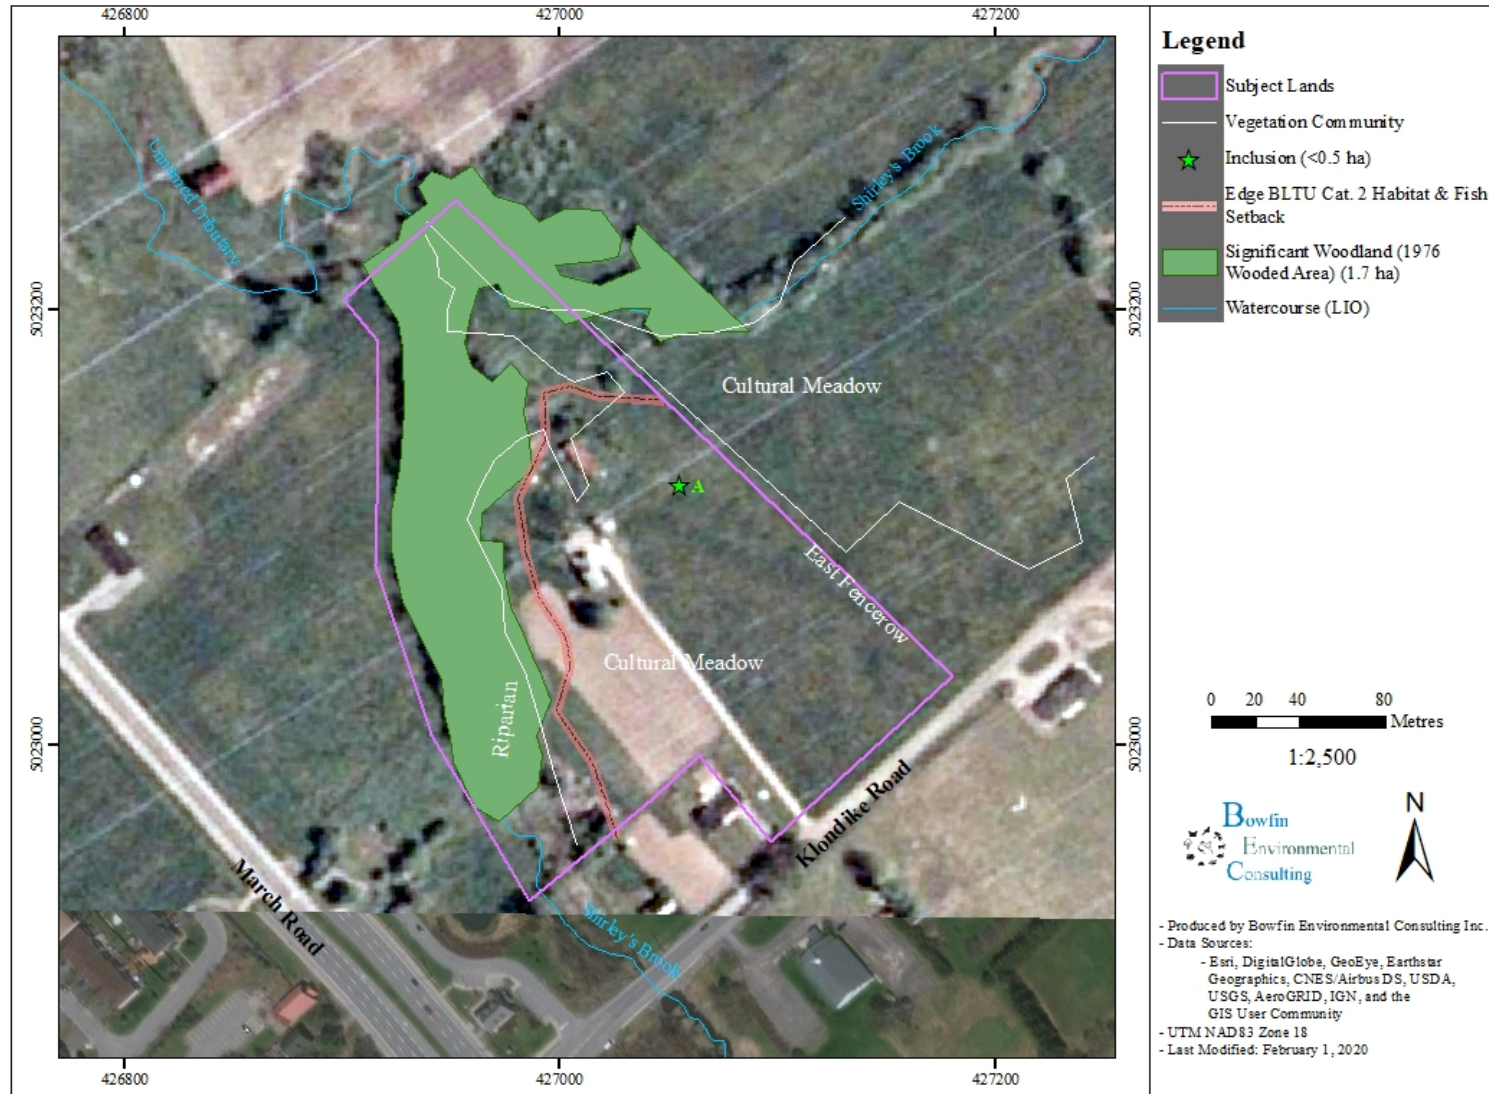 426800
427000
427200
Legend
Subject Lands
Vegetation Community
Inclusion (<0.5 ha)
Edge BLTU Cat. 2 Habitat & Fish
Setback
Significant Woodland (1976
Wooded Area) (1.7 ha)
Watercourse (LIO)
Unnamed Tributary
Shirley's Brook
5023200
5023200
Cultural Meadow
A
East Fencerow
Cultural Meadow
Riparian
5023000
5023000
Klondike Road
March Road
Shirley's Brook
0 20 40 80
Metres
1:2,500
Bowfin
Environmental
Consulting
N
- Produced by Bowfin Environmental Consulting Inc.
- Data Sources:
- Esri, DigitalGlobe, GeoEye, Earthstar
Geographics, CNES/Airbus DS, USDA,
USGS, AeroGRID, IGN, and the
GIS User Community
- UTM NAD83 Zone 18
- Last Modified: February 1, 2020
426800
427000
427200